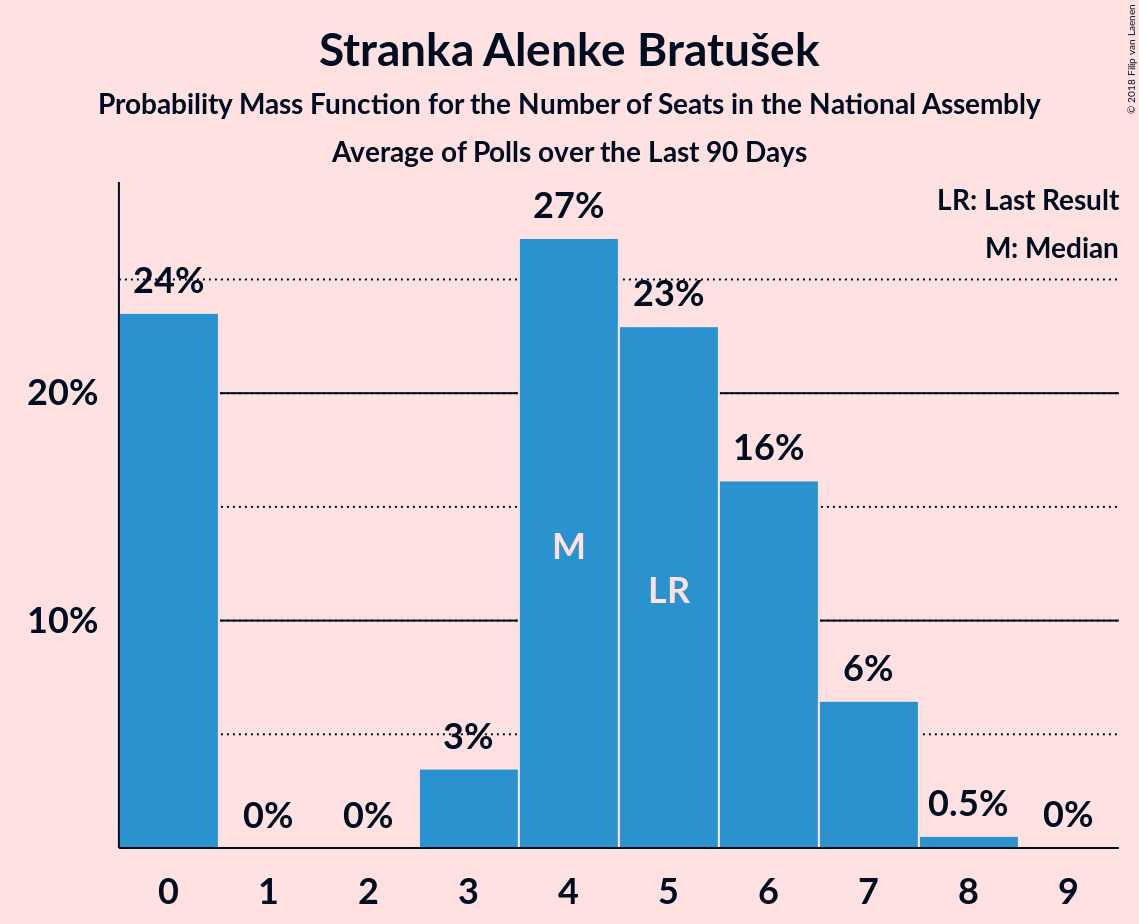 Stranka Alenke Bratušek
Probability Mass Function for the Number of Seats in the National Assembly
Average of Polls over the Last 90 Days
© 2018 Filip van Laenen
LR: Last Result
M: Median
27%
24%
23%
20%
16%
M
LR
10%
6%
3%
0%
0%
0.5%
0%
0 1 2 3 4 5 6 7 8 9